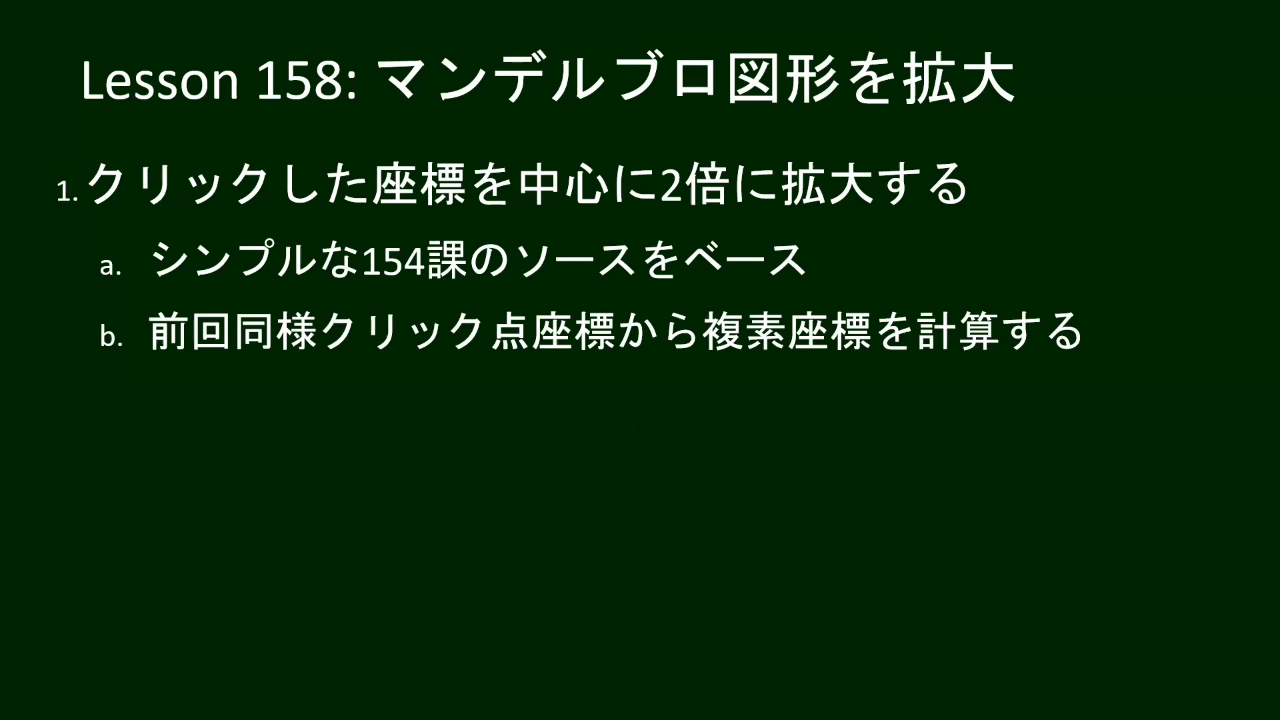 Lesson 158: マンデルブロ図形を拡大
1. クリックした座標を中心に2倍に拡大する
a. シンプルな154課のソースをベース
b. 前回同様クリック点座標から複素座標を計算する